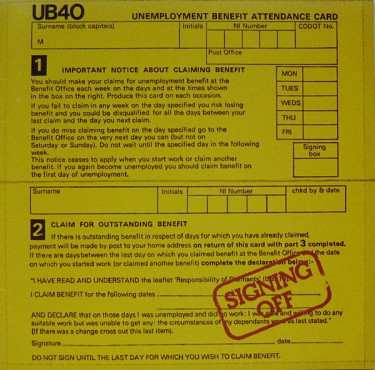 UB40
UNEMPLOYMENT BENEFIT ATTENDANCE CARD
Surname (block capitals) Initials NI Number CODOT No.
M
Post Office
1 IMPORTANT NOTICE ABOUT CLAIMING BENEFIT
You should make your claims for unemployment benefit at the
Benefit Office each week on the days and at the times shown
in the box on the right. Produce this card on each occasion.
If you fail to claim in any week on the day specified you risk losing
benefit and you could be disqualified for all the days between your
last claim and the day you next claim.
If you do miss claiming benefit on the day specified go to the
Benefit Office on the very next day you can (but not on
Saturday or Sunday). Do not wait until the specified day in the following
week.
This notice ceases to apply when you start work or claim another
benefit. If you again become unemployed you should claim benefit on
the first day of unemployment.
MON
TUES
WEDS
THU
FRI
Signing
box
Surname Initials NI Number chkd by & date
2 CLAIM FOR OUTSTANDING BENEFIT
If there is outstanding benefit in respect of days for which you have already claimed,
payment will be made by post to your home address on return of this card with part 3 completed.
If there are days between the last day on which you claimed benefit at the Benefit Office and the date
on which you started work (or claimed another benefit) complete the declaration below:-
"I HAVE READ AND UNDERSTAND the leaflet 'Responsibility of Claimants'
I CLAIM BENEFIT for the following dates
AND DECLARE that on those days I was unemployed and did no work; I was able and willing to do any
suitable work but was unable to get any: the circumstances of my dependants were as last stated."
(If there was a change cross out this last item).
Signature date
DO NOT SIGN UNTIL THE LAST DAY FOR WHICH YOU WISH TO CLAIM BENEFIT.
SIGNING
OFF